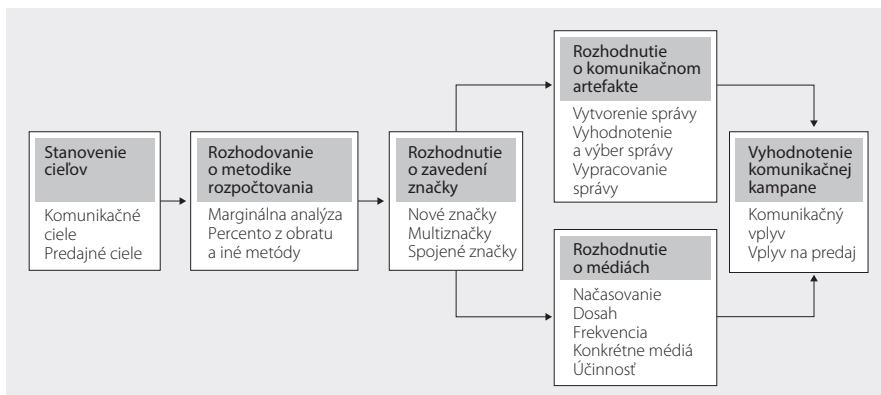 Stanovenie
cieľov
Komunikačné
ciele
Predajné ciele
Rozhodovanie
o metodike
rozpočtovania
Marginálna analýza
Percento z obratu
a iné metódy
Rozhodnutie
o zavedení
značky
Nové značky
Multiznačky
Spojené značky
Rozhodnutie
o komunikačnom
artefakte
Vytvorenie správy
Vyhodnotenie
a výber správy
Vypracovanie
správy
Rozhodnutie
o médiách
Načasovanie
Dosah
Frekvencia
Konkrétne médiá
Účinnosť
Vyhodnotenie
komunikačnej
kampane
Komunikačný
vplyv
Vplyv na predaj